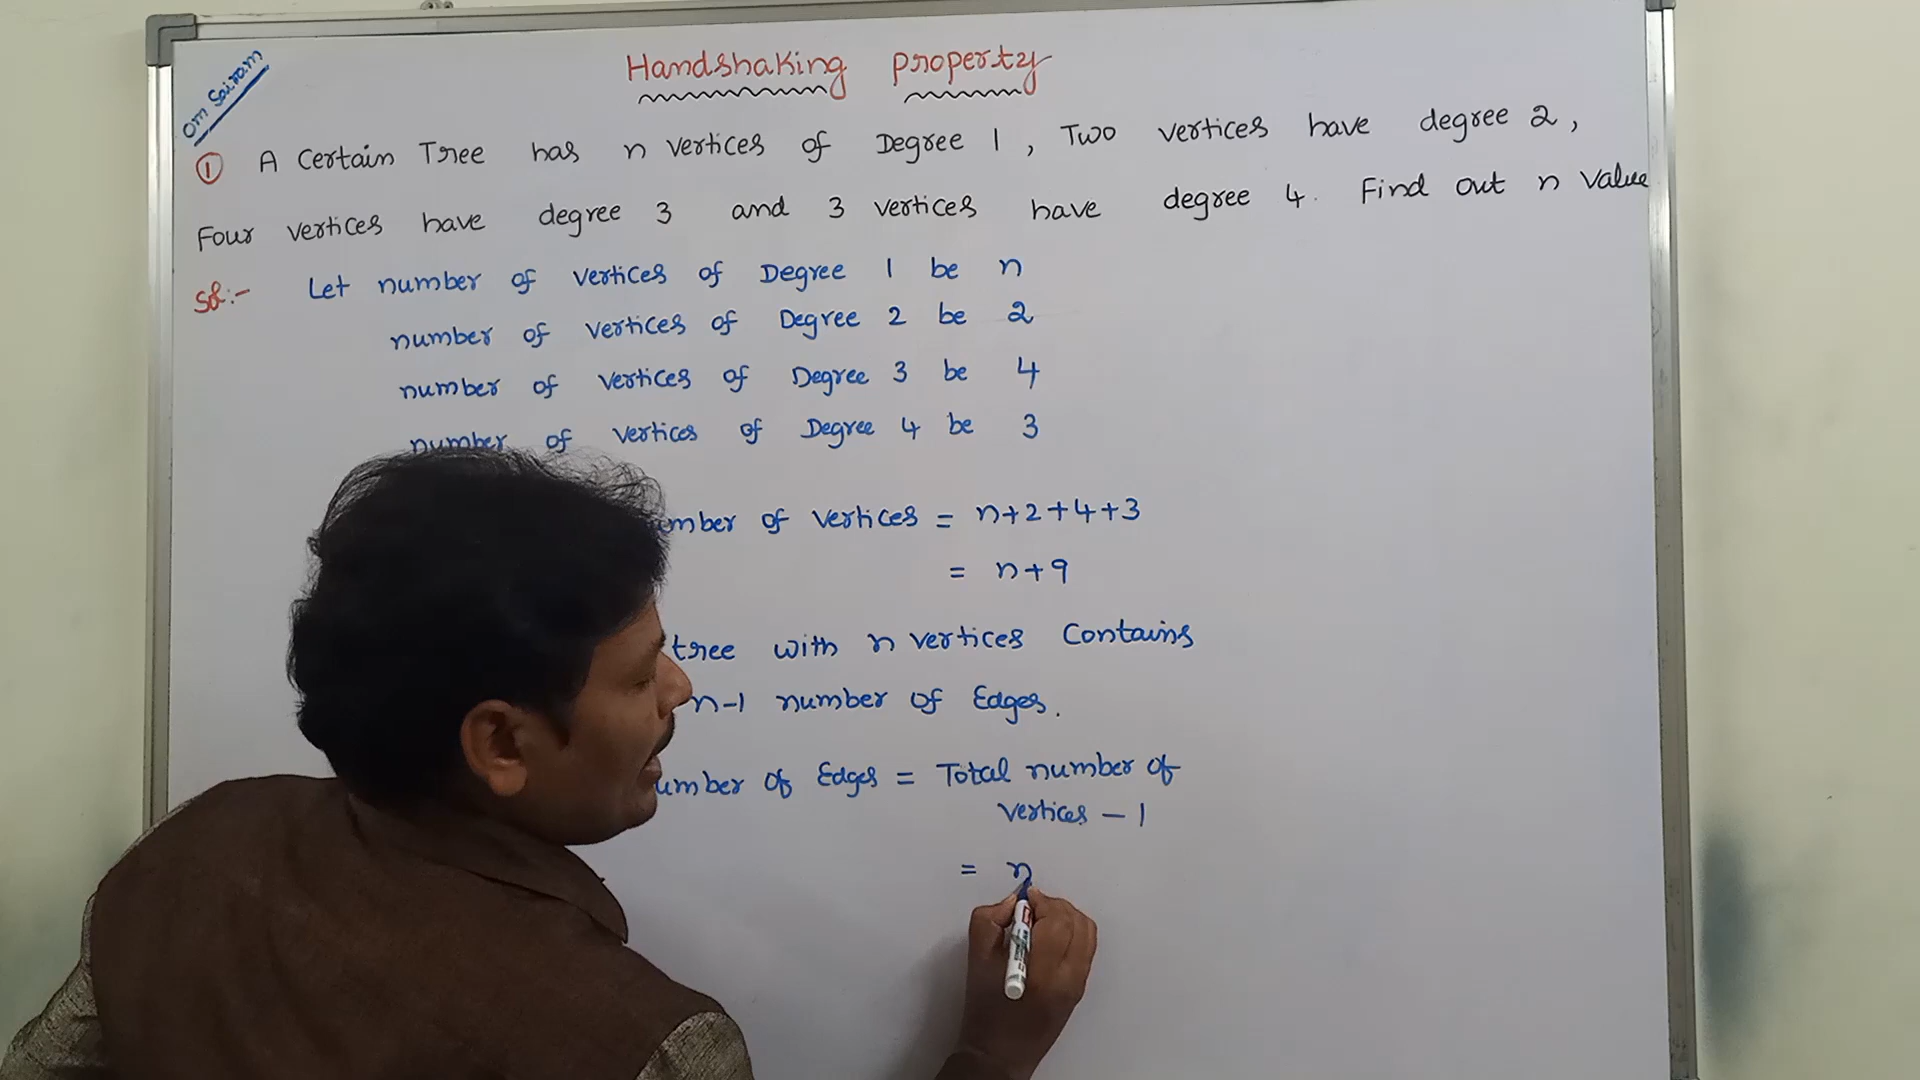 Om Sairam
Handshaking property
① A Certain Tree has n vertices of Degree 1, Two vertices have degree 2,
Four vertices have degree 3 and 3 vertices have degree 4. Find out n value
Sol:- Let number of vertices of Degree 1 be n
number of vertices of Degree 2 be 2
number of vertices of Degree 3 be 4
number of vertices of Degree 4 be 3
mber of vertices = n+2+4+3
= n+9
tree with n vertices Contains
n-1 number of Edges.
umber of Edges = Total number of
vertices - 1
= n